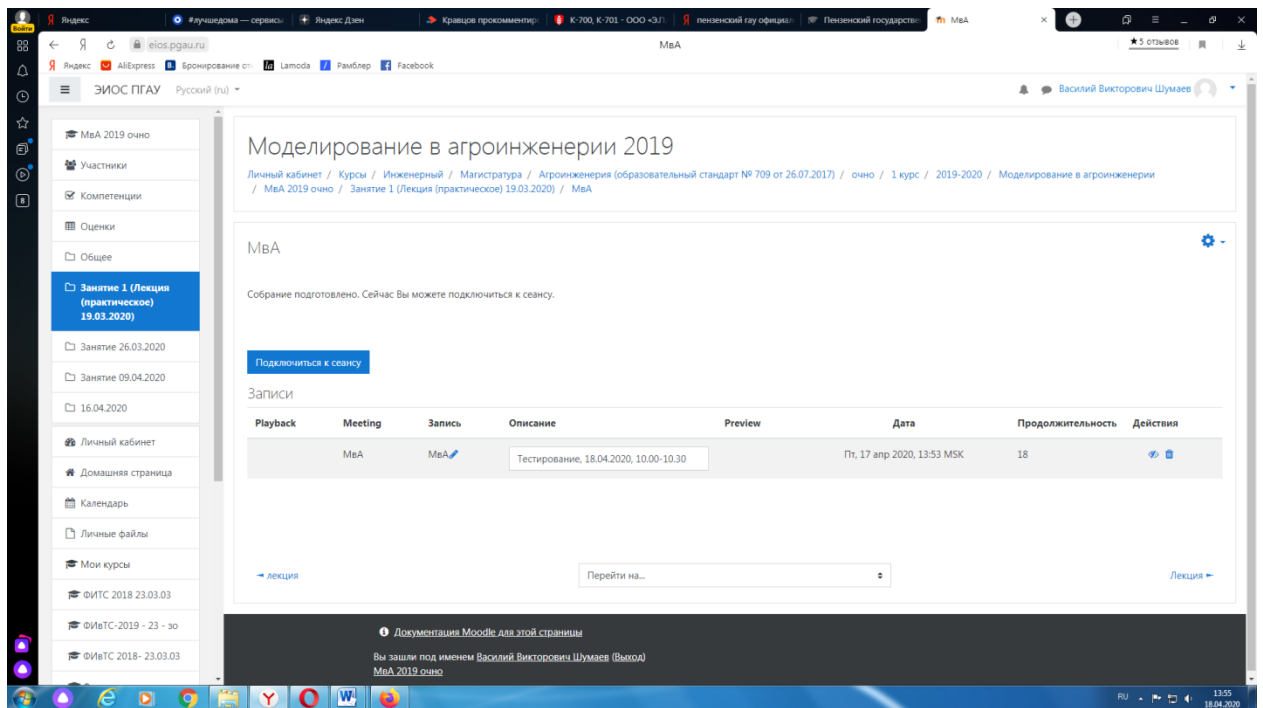 Яндекс
#лучшедома — сервисы
Яндекс Дзен
Кравцов прокомментиро
К-700, К-701 - ООО «ЭЛ
пензенский гау официал
Пензенский государстве
МвА
Войти
eios.pgau.ru
МвА
★5 отзывов
Яндекс
AliExpress
Бронирование от
Lamoda
Рамблер
Facebook
ЭИОС ПГАУ
Русский (ru)
Василий Викторович Шумаев
МвА 2019 очно
Участники
Компетенции
Оценки
Общее
Занятие 1 (Лекция
(практическое)
19.03.2020)
Занятие 26.03.2020
Занятие 09.04.2020
16.04.2020
Личный кабинет
Домашняя страница
Календарь
Личные файлы
Мои курсы
ФИТС 2018 23.03.03
ФИвТС-2019 - 23 - зо
ФИвТС 2018- 23.03.03
Моделирование в агроинженерии 2019
Личный кабинет / Курсы / Инженерный / Магистратура / Агроинженерия (образовательный стандарт № 709 от 26.07.2017) / очно / 1 курс / 2019-2020 / Моделирование в агроинженерии
/ МвА 2019 очно / Занятие 1 (Лекция (практическое) 19.03.2020) / МвА
МвА
Собрание подготовлено. Сейчас Вы можете подключиться к сеансу.
Подключиться к сеансу
Записи
Playback Meeting Запись Описание Preview Дата Продолжительность Действия
МвА МвА Тестирование, 18.04.2020, 10.00-10.30 Пт, 17 апр 2020, 13:53 MSK 18
◄ лекция
Перейти на...
Лекция ►
Документация Moodle для этой страницы
Вы зашли под именем Василий Викторович Шумаев (Выход)
МвА 2019 очно
RU
13:55
18.04.2020